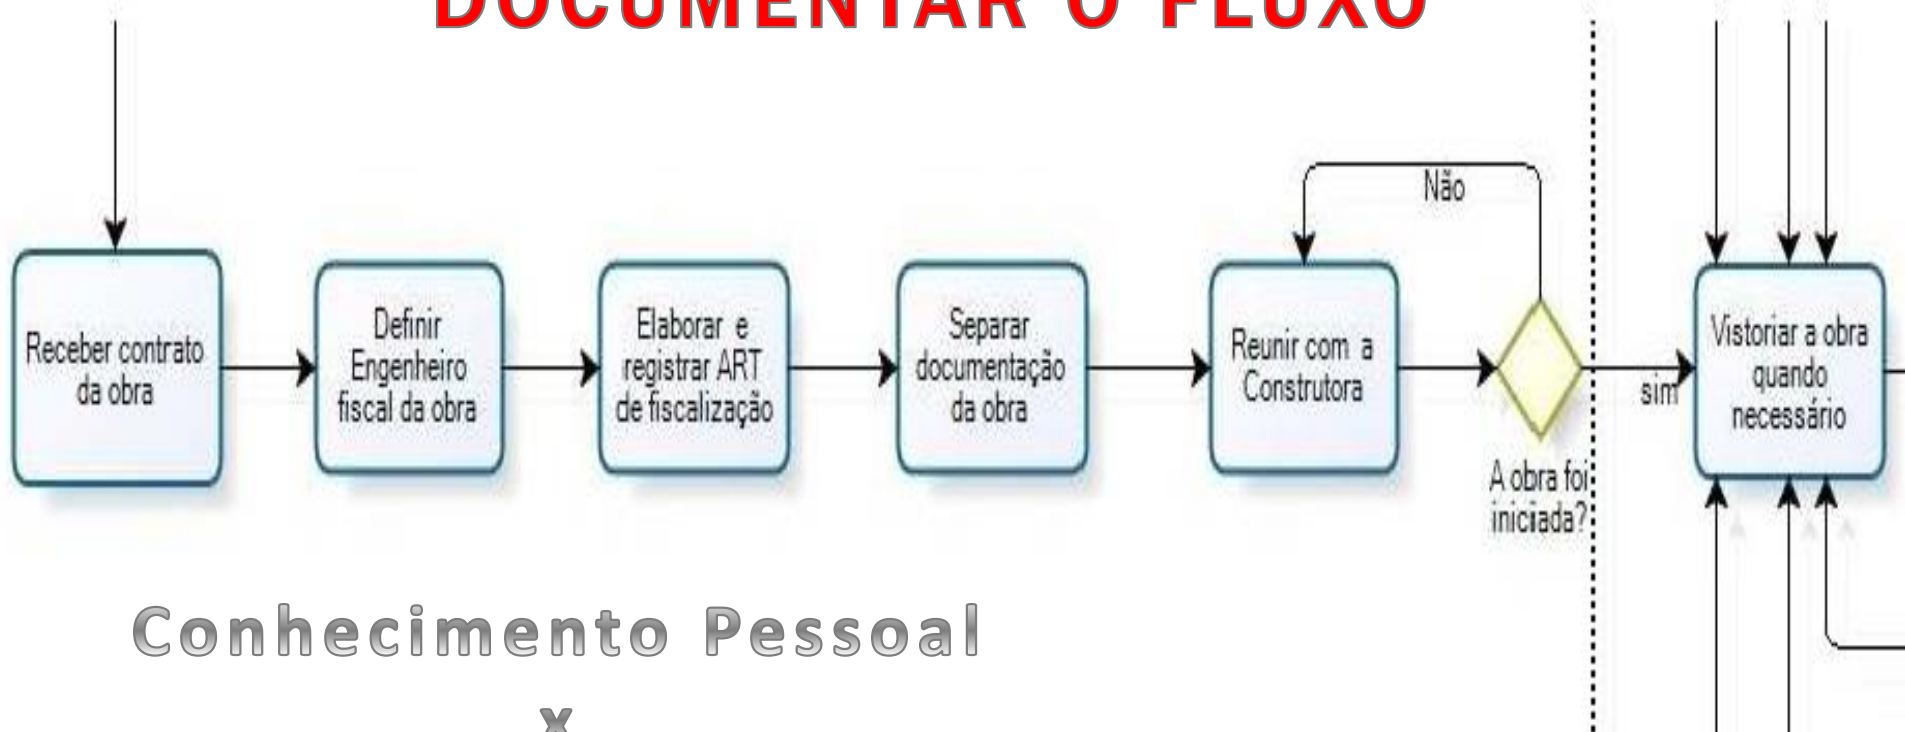 DOCUMENTAR O FLUXO
Não
Receber contrato
da obra
Definir
Engenheiro
fiscal da obra
Elaborar e
registrar ART
de fiscalização
Separar
documentação
da obra
Reunir com a
Construtora
A obra foi
iniciada?
sim
Vistoriar a obra
quando
necessário
Conhecimento Pessoal
x